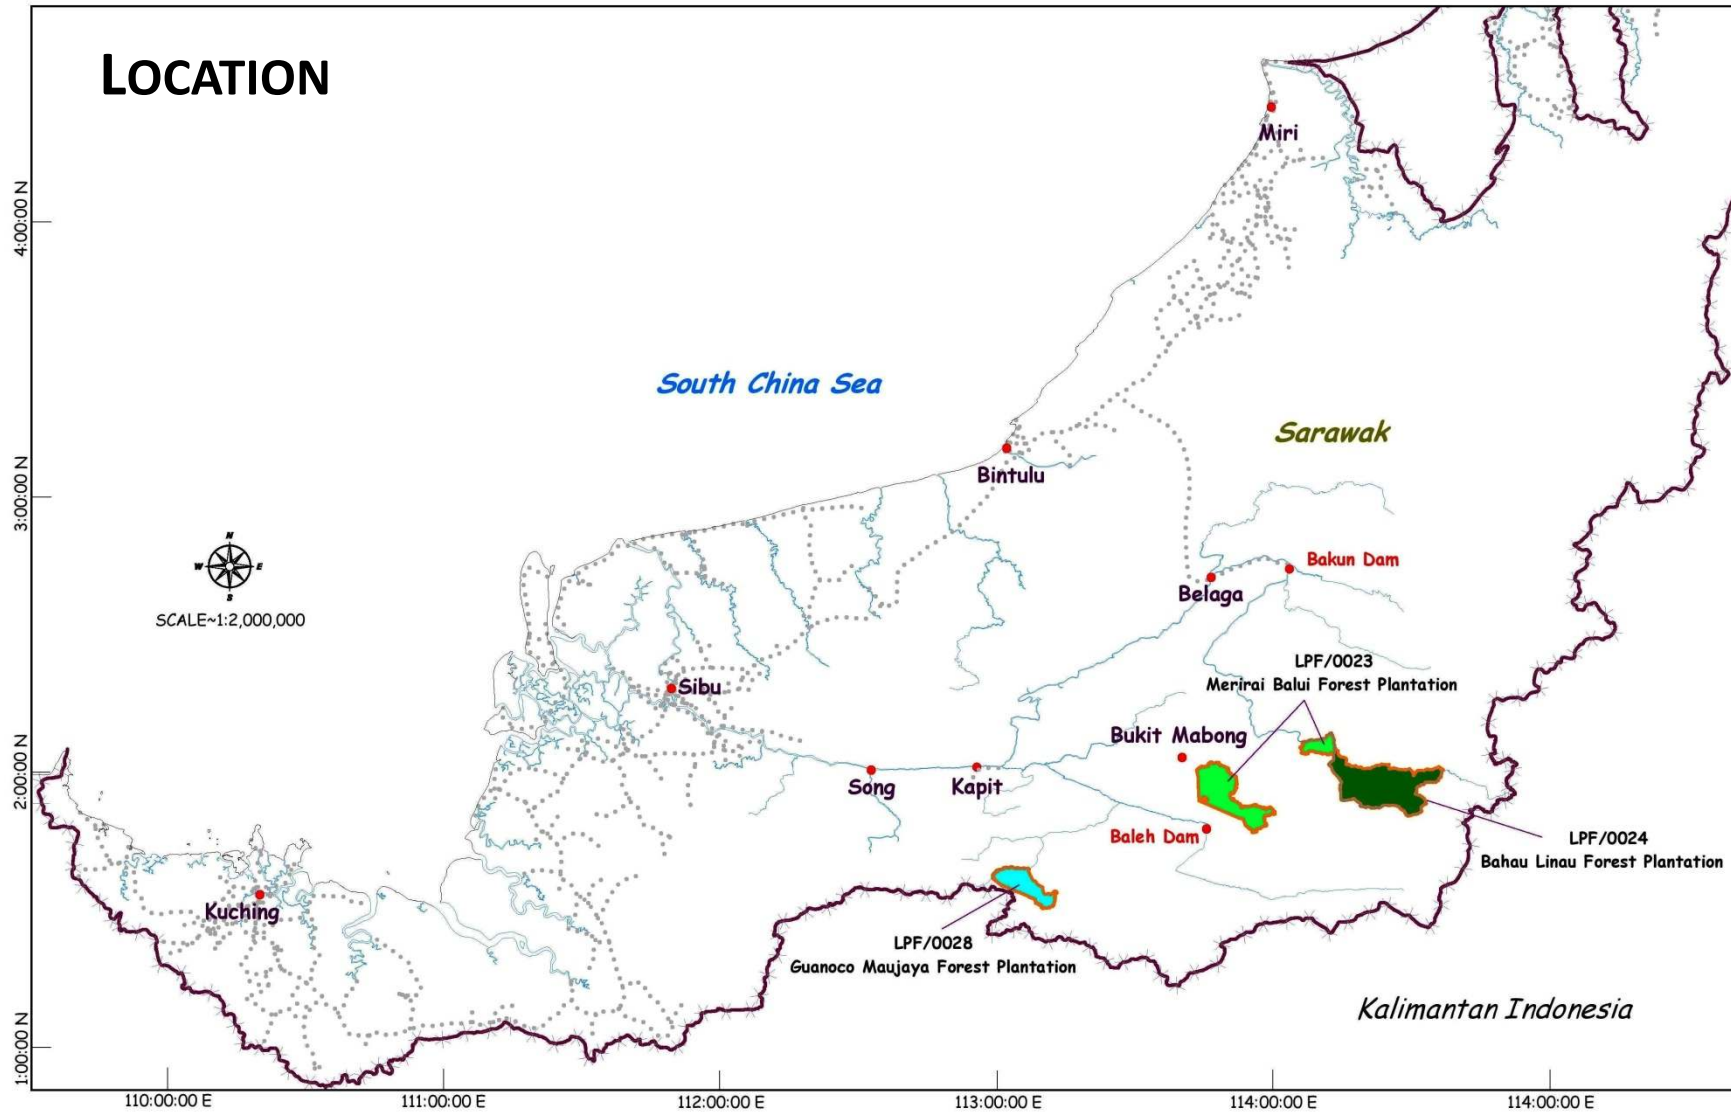 LOCATION
Miri
4:00:00 N
South China Sea
Sarawak
Bintulu
3:00:00 N
N
W E
S
SCALE~1:2,000,000
Bakun Dam
Belaga
LPF/0023
Merirai Balui Forest Plantation
Sibu
Bukit Mabong
2:00:00 N
Song
Kapit
Baleh Dam
LPF/0024
Bahau Linau Forest Plantation
Kuching
LPF/0028
Guanoco Maujaya Forest Plantation
Kalimantan Indonesia
1:00:00 N
110:00:00 E
111:00:00 E
112:00:00 E
113:00:00 E
114:00:00 E
114:00:00 E